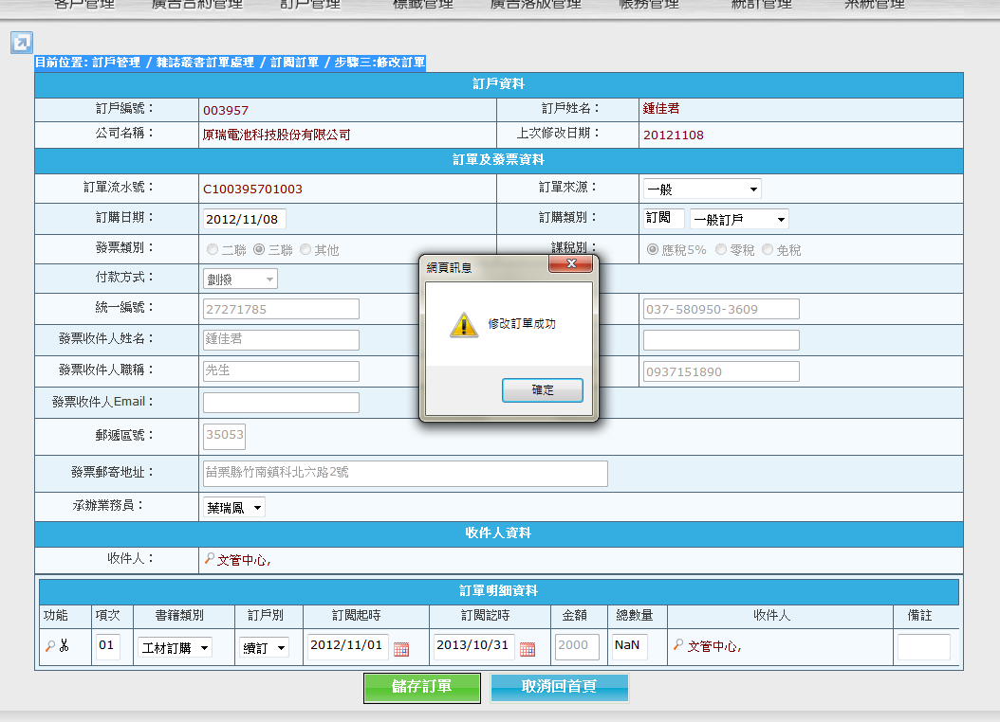 客戶管理 廣告合約管理 訂戶管理 標籤管理 廣告落版管理 帳務管理 統計管理 系統管理
目前位置: 訂戶管理 / 雜誌叢書訂單處理 / 訂閱訂單 / 步驟三:修改訂單
訂戶資料
訂戶編號： 003957 訂戶姓名： 鍾佳君
公司名稱： 原瑞電池科技股份有限公司 上次修改日期： 20121108
訂單及發票資料
訂單流水號： C100395701003 訂單來源： 一般
訂購日期： 2012/11/08 訂購類別： 訂閱 一般訂戶
發票類別： 二聯 三聯 其他 課稅別： 應稅5% 零稅 免稅
付款方式： 劃撥
統一編號： 27271785 037-580950-3609
發票收件人姓名： 鍾佳君
發票收件人職稱： 先生 0937151890
發票收件人Email：
郵遞區號： 35053
發票郵寄地址： 苗栗縣竹南鎮科北六路2號
承辦業務員： 葉瑞鳳
收件人資料
收件人： 文管中心,
訂單明細資料
功能 項次 書籍類別 訂戶別 訂閱起時 訂閱訖時 金額 總數量 收件人 備註
01 工材訂購 續訂 2012/11/01 2013/10/31 2000 NaN 文管中心,
儲存訂單 取消回首頁
網頁訊息
修改訂單成功
確定